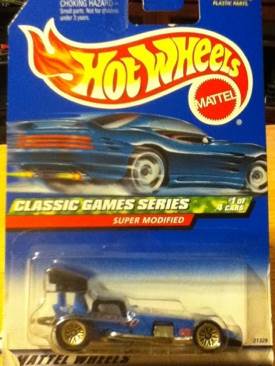 CHOKING HAZARD–
Small parts. Not for children
under 3 years.
PLASTIC PARTS.
HOT WHEELS
MATTEL
®
CLASSIC GAMES SERIES
#1 of
4 CARS
SUPER MODIFIED
21326
MATTEL WHEELS